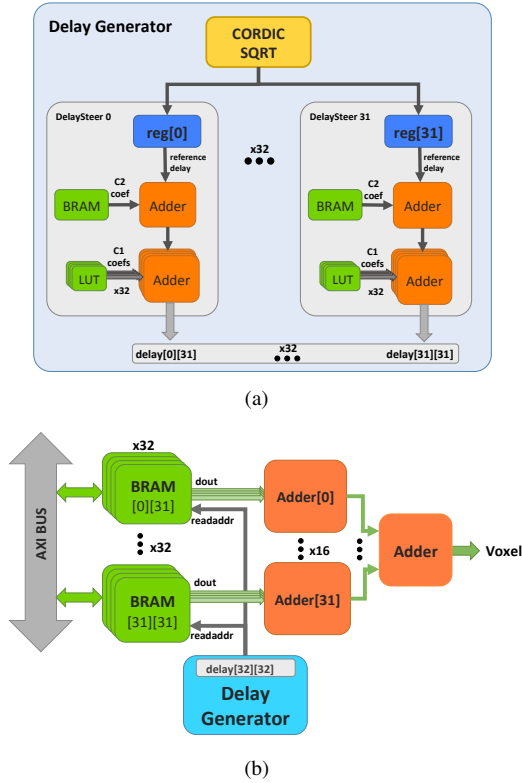 Delay Generator
CORDIC
SQRT
DelaySteer 0
DelaySteer 31
reg[0]
reg[31]
reference
delay
x32
reference
delay
C2
coef
C2
coef
BRAM
Adder
BRAM
Adder
C1
coefs
C1
coefs
LUT
Adder
LUT
Adder
x32
x32
x32
delay[0][31]
delay[31][31]
(a)
AXI BUS
x32
BRAM
[0][31]
dout
readaddr
Adder[0]
x32
x16
Adder
Voxel
BRAM
[31][31]
dout
readaddr
Adder[31]
delay[32][32]
Delay
Generator
(b)